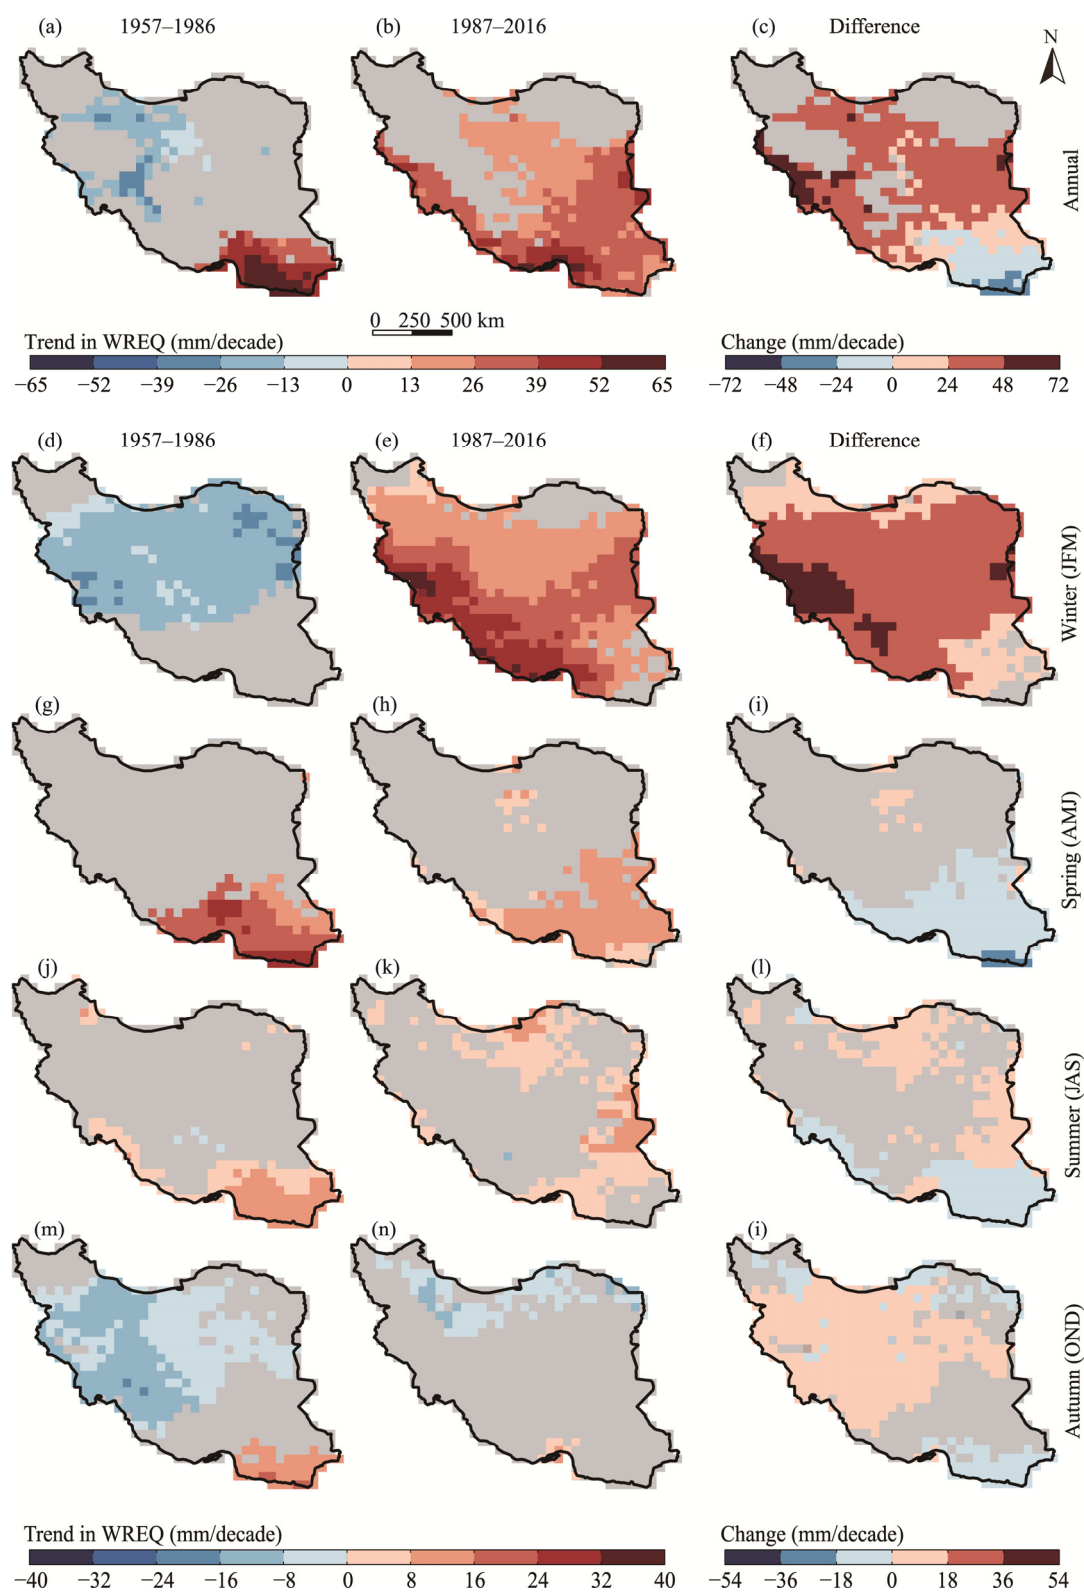 (a) 1957–1986 (b) 1987–2016 (c) Difference
N
Annual
0 250 500 km
Trend in WREQ (mm/decade) Change (mm/decade)
−65 −52 −39 −26 −13 0 13 26 39 52 65 −72 −48 −24 0 24 48 72
(d) 1957–1986 (e) 1987–2016 (f) Difference
Winter (JFM)
(g) (h) (i)
Spring (AMJ)
(j) (k) (l)
Summer (JAS)
(m) (n) (i)
Autumn (OND)
Trend in WREQ (mm/decade) Change (mm/decade)
−40 −32 −24 −16 −8 0 8 16 24 32 40 −54 −36 −18 0 18 36 54